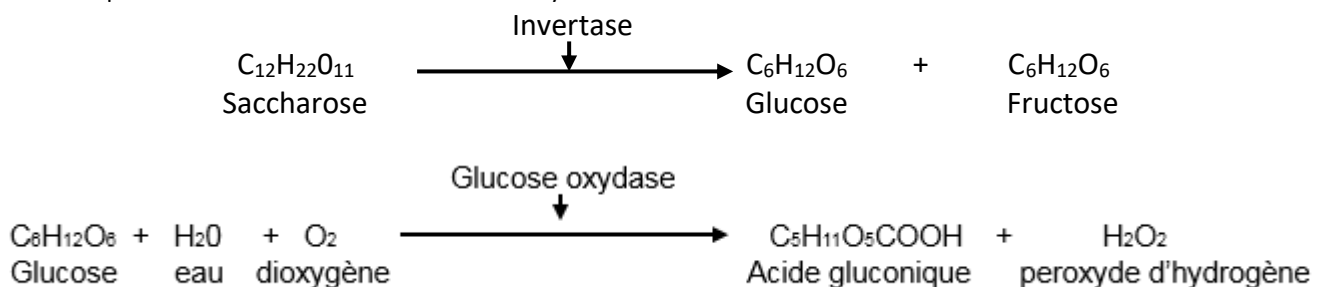 Invertase
C₁₂H₂₂0₁₁ C₆H₁₂O₆ + C₆H₁₂O₆
Saccharose Glucose Fructose
Glucose oxydase
C₆H₁₂O₆ + H₂0 + O₂ C₅H₁₁O₅COOH + H₂O₂
Glucose eau dioxygène Acide gluconique peroxyde d'hydrogène